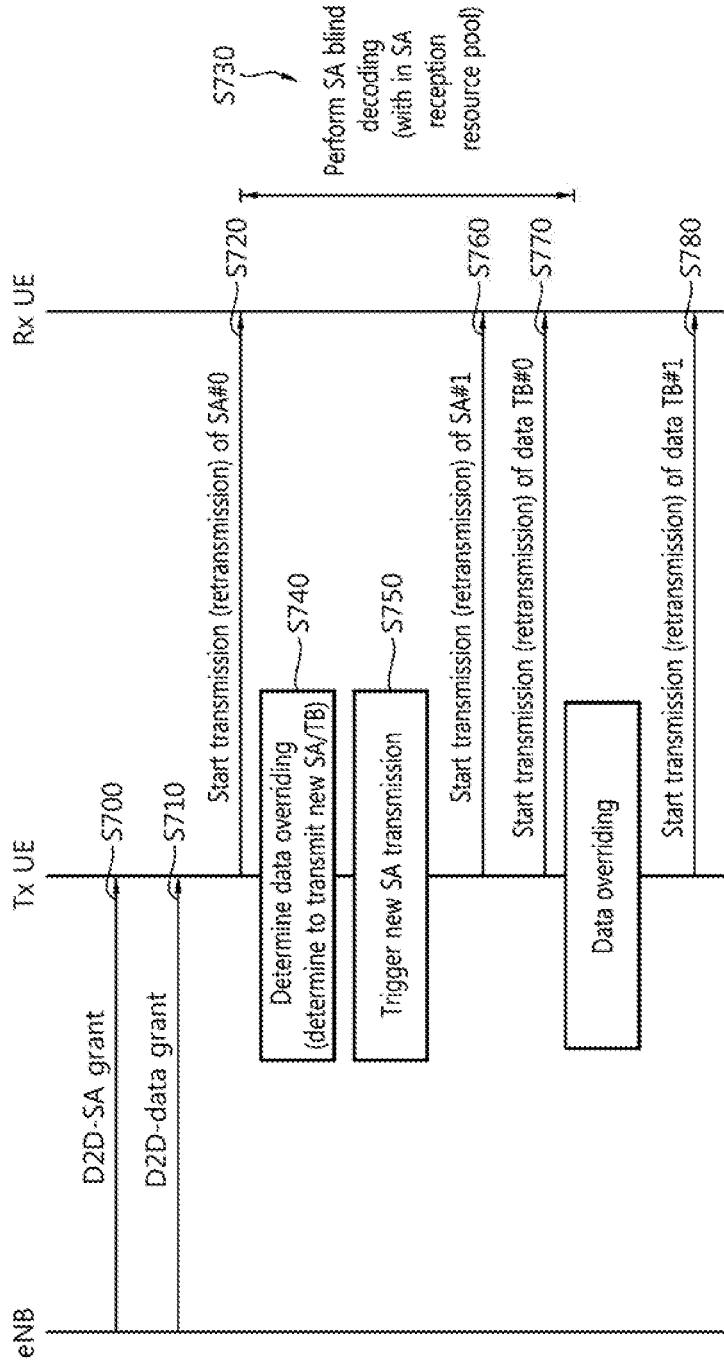 eNB
Tx UE
Rx UE
D2D-SA grant
S700
D2D-data grant
S710
Start transmission (retransmission) of SA#0
S720
S730
Perform SA blind
decoding
(with in SA
reception
resource pool)
Determine data overriding
(determine to transmit new SA/TB)
S740
Trigger new SA transmission
S750
Start transmission (retransmission) of SA#1
S760
Start transmission (retransmission) of data TB#0
S770
Data overriding
Start transmission (retransmission) of data TB#1
S780